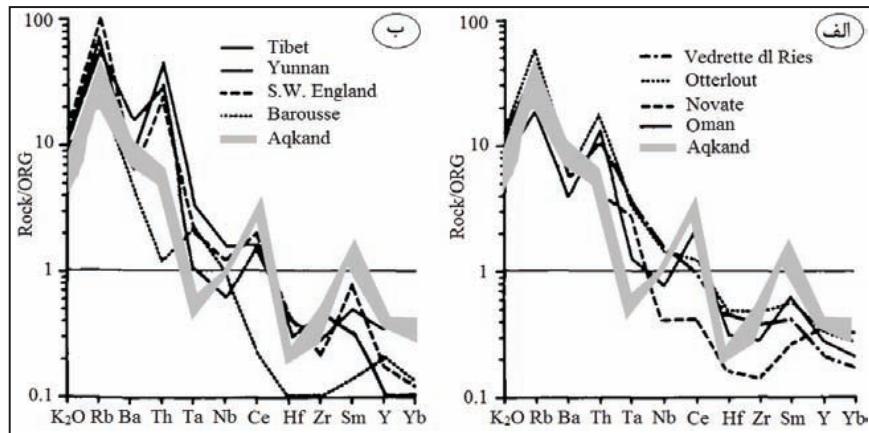 ب
100
10
1
0.1
Rock/ORG
Tibet
Yunnan
S.W. England
Barousse
Aqkand
K₂O Rb Ba Th Ta Nb Ce Hf Zr Sm Y Yb
الف
100
10
1
0.1
Rock/ORG
Vedrette dl Ries
Otterlout
Novate
Oman
Aqkand
K₂O Rb Ba Th Ta Nb Ce Hf Zr Sm Y Yb